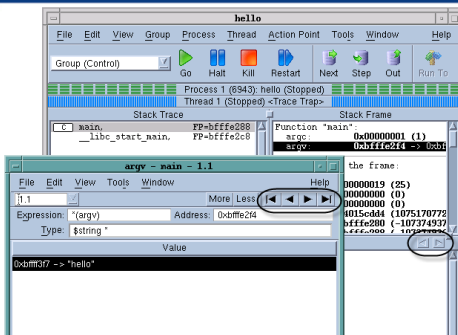 hello
File Edit View Group Process Thread Action Point Tools Window Help
Group (Control)
Go Halt Kill Restart Next Step Out Run To
Process 1 (6943): hello (Stopped)
Thread 1 (Stopped) <Trace Trap>
Stack Trace
Stack Frame
C main, FP=bfffe288
__libc_start_main, FP=bfffe2c8
Function "main":
argc: 0x00000001 (1)
argv: 0xbfffe2f4 -> 0xbf
the frame:
00000019 (25)
00000000 (0)
00000000 (0)
4015cdd4 (1075170772
bfffe280 (-107374937
argv - main - 1.1
File Edit View Tools Window Help
1.1
More Less
Expression: *(argv) Address: 0xbfffe2f4
Type: $string *
Value
0xbffff3f7 -> "hello"